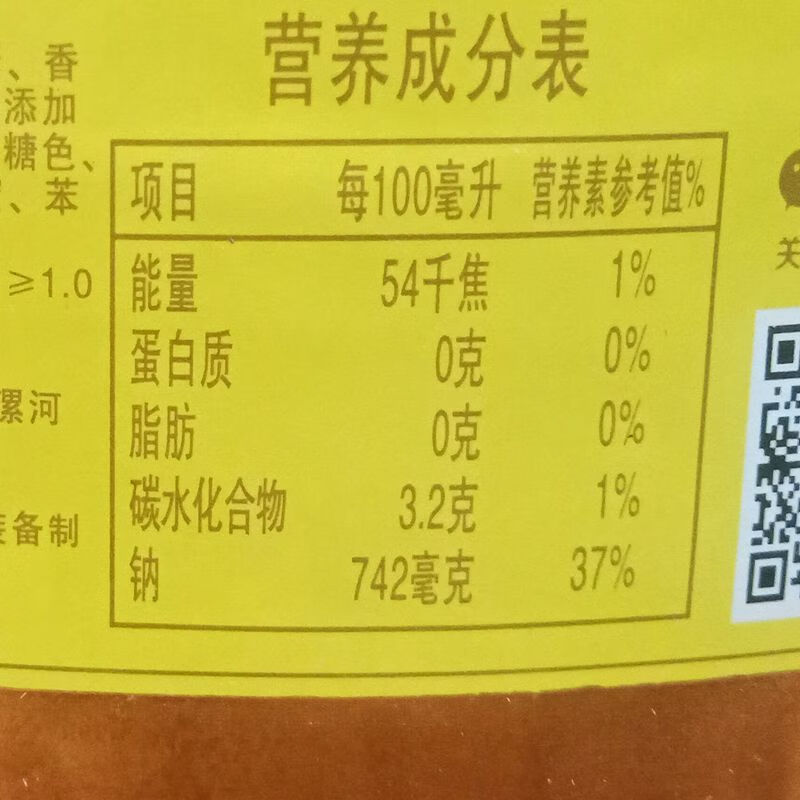 营养成分表
项目 每100毫升 营养素参考值%
能量 54千焦 1%
蛋白质 0克 0%
脂肪 0克 0%
碳水化合物 3.2克 1%
钠 742毫克 37%
、香
添加
糖色、
、苯
≥1.0
漯河
备制
关